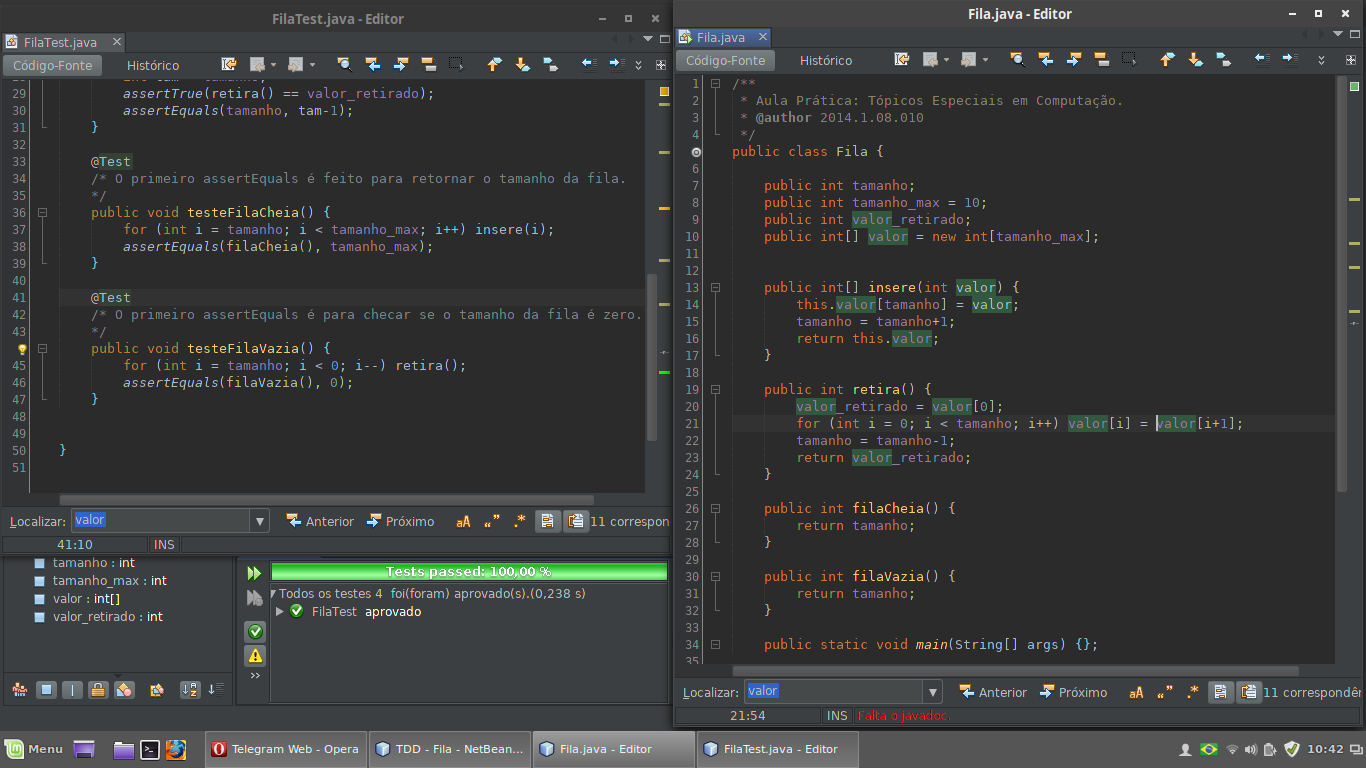 FilaTest.java - Editor
FilaTest.java
Código-Fonte Histórico
29 assertTrue(retira() == valor_retirado);
30 assertEquals(tamanho, tam-1);
31 }
32
33 @Test
34 /* O primeiro assertEquals é feito para retornar o tamanho da fila.
35 */
36 public void testeFilaCheia() {
37 for (int i = tamanho; i < tamanho_max; i++) insere(i);
38 assertEquals(filaCheia(), tamanho_max);
39 }
40
41 @Test
42 /* O primeiro assertEquals é para checar se o tamanho da fila é zero.
43 */
public void testeFilaVazia() {
45 for (int i = tamanho; i < 0; i--) retira();
46 assertEquals(filaVazia(), 0);
47 }
48
49
50 }
51
Localizar: valor Anterior Próximo aA “” .* 11 correspon
41:10 INS
tamanho : int
tamanho_max : int
valor : int[]
valor_retirado : int
Tests passed: 100,00 %
Todos os testes 4 foi(foram) aprovado(s).(0,238 s)
FilaTest aprovado
Fila.java - Editor
Fila.java
Código-Fonte Histórico
1 /**
2 * Aula Prática: Tópicos Especiais em Computação.
3 * @author 2014.1.08.010
4 */
public class Fila {
6
7 public int tamanho;
8 public int tamanho_max = 10;
9 public int valor_retirado;
10 public int[] valor = new int[tamanho_max];
11
12
13 public int[] insere(int valor) {
14 this.valor[tamanho] = valor;
15 tamanho = tamanho+1;
16 return this.valor;
17 }
18
19 public int retira() {
20 valor_retirado = valor[0];
21 for (int i = 0; i < tamanho; i++) valor[i] = valor[i+1];
22 tamanho = tamanho-1;
23 return valor_retirado;
24 }
25
26 public int filaCheia() {
27 return tamanho;
28 }
29
30 public int filaVazia() {
31 return tamanho;
32 }
33
34 public static void main(String[] args) {};
35
Localizar: valor Anterior Próximo aA “” .* 11 correspondên
21:54 INS Falta o javadoc.
Menu Telegram Web - Opera TDD - Fila - NetBean... Fila.java - Editor FilaTest.java - Editor 10:42